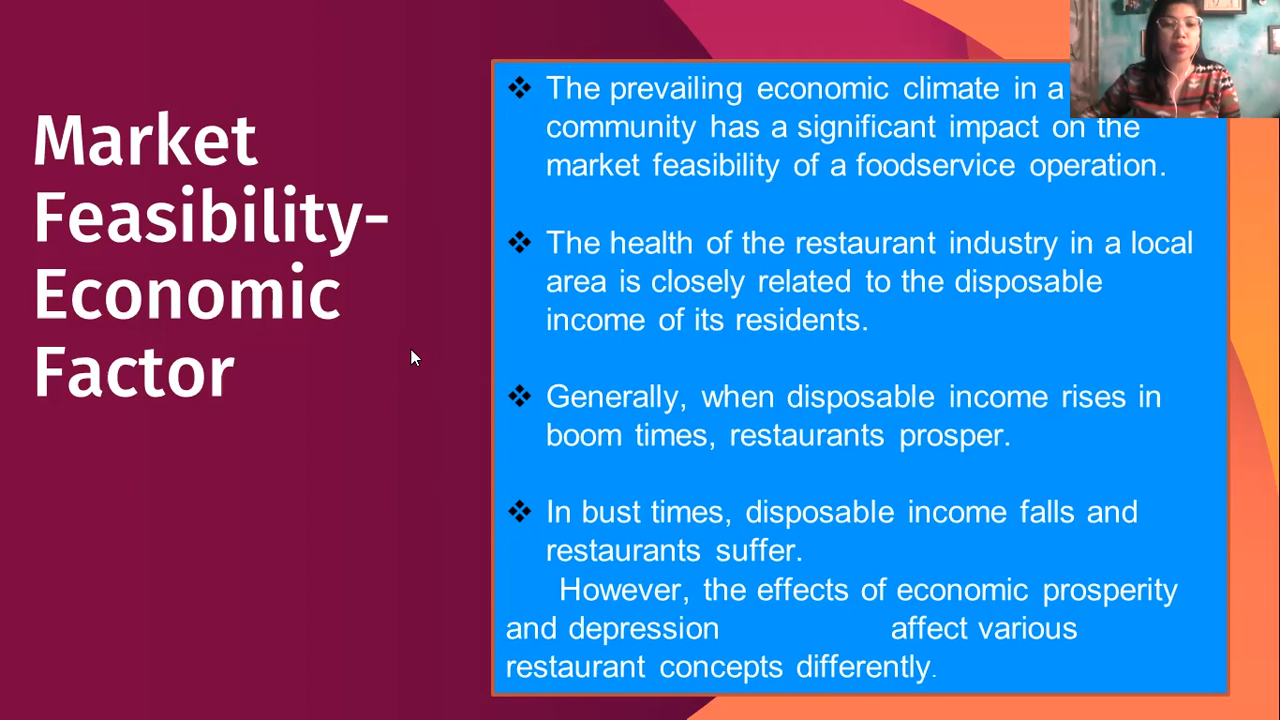 Market
Feasibility-
Economic
Factor
The prevailing economic climate in a
community has a significant impact on the
market feasibility of a foodservice operation.
The health of the restaurant industry in a local
area is closely related to the disposable
income of its residents.
Generally, when disposable income rises in
boom times, restaurants prosper.
In bust times, disposable income falls and
restaurants suffer.
However, the effects of economic prosperity
and depression affect various
restaurant concepts differently.